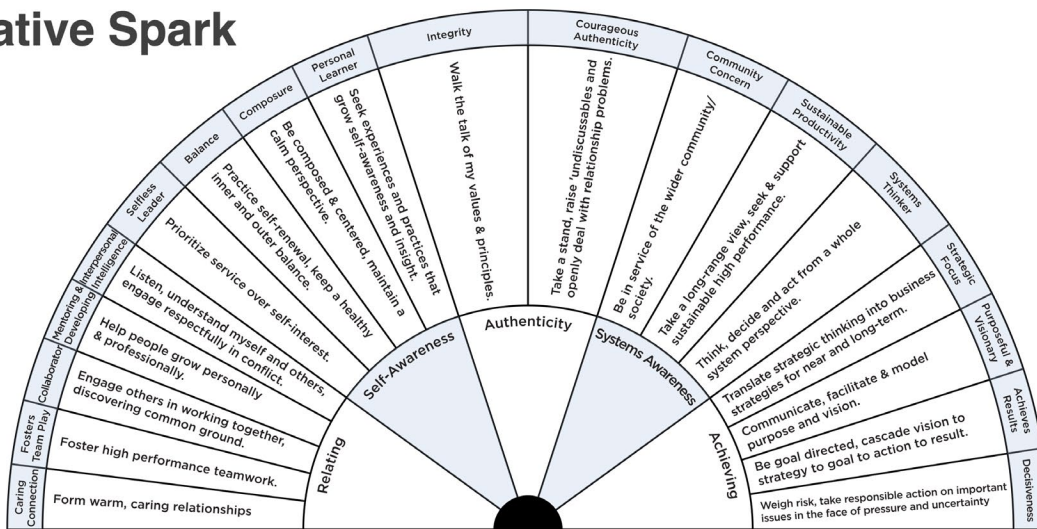 ative Spark
Caring
Connection
Form warm, caring relationships
Fosters
Team Play
Foster high performance teamwork.
Collaborator
Engage others in working together,
discovering common ground.
Mentoring &
Developing
Help people grow personally
& professionally.
Interpersonal
Intelligence
Listen, understand myself and others,
engage respectfully in conflict.
Selfless
Leader
Prioritize service over self-interest.
Balance
Practice self-renewal, keep a healthy
inner and outer balance.
Composure
Be composed & centered, maintain a
calm perspective.
Personal
Learner
Seek experiences and practices that
grow self-awareness and insight.
Integrity
Walk the talk of my values & principles.
Courageous
Authenticity
Take a stand, raise 'undiscussables and
openly deal with relationship problems.
Community
Concern
Be in service of the wider community/
society.
Sustainable
Productivity
Take a long-range view, seek & support
sustainable high performance.
Systems
Thinker
Think, decide and act from a whole
system perspective.
Strategic
Focus
Translate strategic thinking into business
strategies for near and long-term.
Purposeful &
Visionary
Communicate, facilitate & model
purpose and vision.
Achieves
Results
Be goal directed, cascade vision to
strategy to goal to action to result.
Decisiveness
Weigh risk, take responsible action on important
issues in the face of pressure and uncertainty
Relating
Self-Awareness
Authenticity
Systems Awareness
Achieving